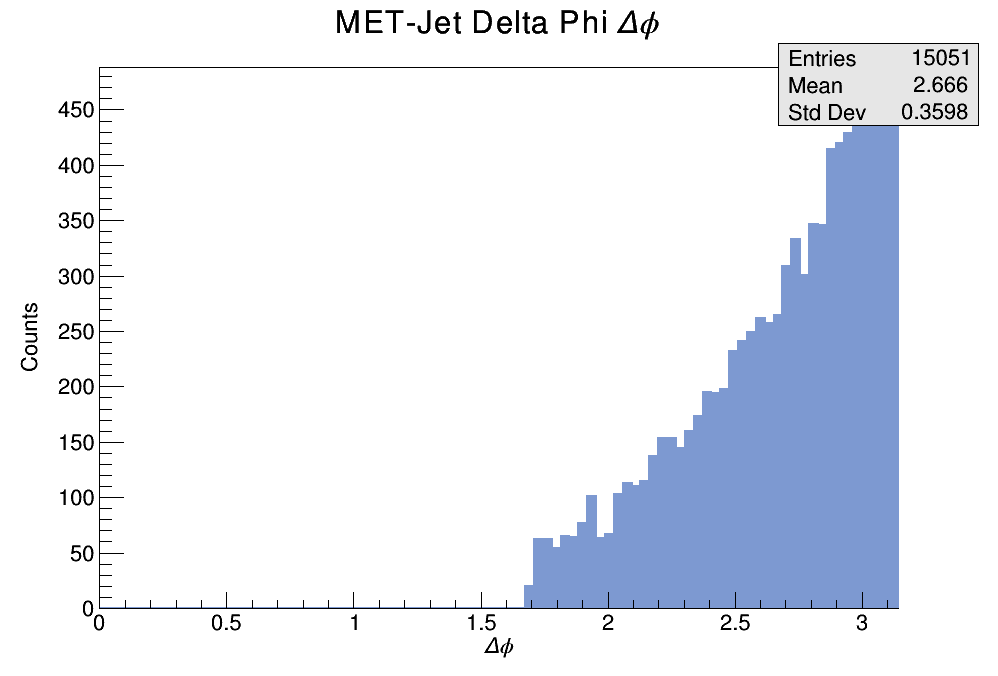 MET-Jet Delta Phi Δϕ
Entries 15051
Mean 2.666
Std Dev 0.3598
450
400
350
300
250
200
150
100
50
0
Counts
0 0.5 1 1.5 2 2.5 3
Δϕ